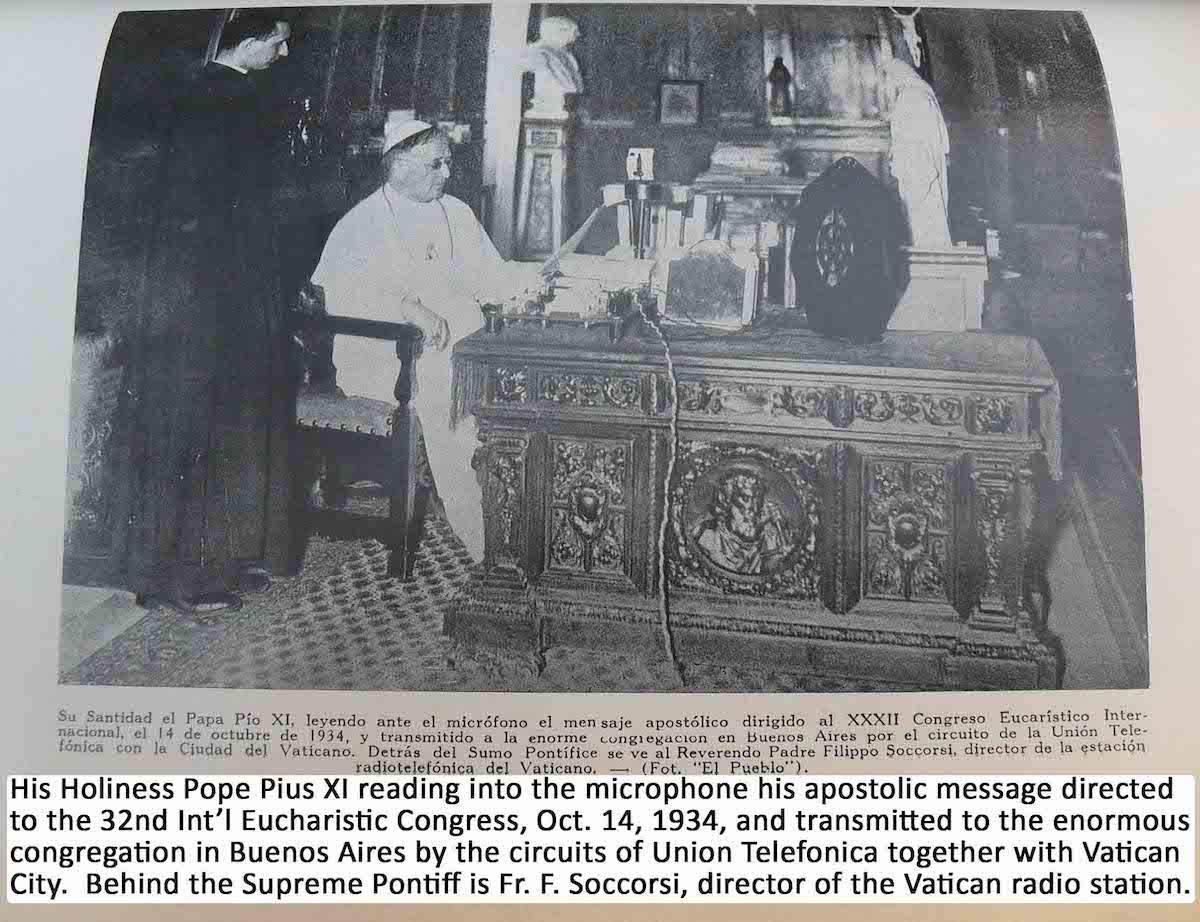 Su Santidad el Papa Pío XI, leyendo ante el micrófono el mensaje apostólico dirigido al XXXII Congreso Eucarístico Inter-
nacional, el 14 de octubre de 1934, y transmitido a la enorme congregación en Buenos Aires por el circuito de la Unión Tele-
fónica con la Ciudad del Vaticano. Detrás del Sumo Pontífice se ve al Reverendo Padre Filippo Soccorsi, director de la estación
radiotelefónica del Vaticano. — (Fot. "El Pueblo").
His Holiness Pope Pius XI reading into the microphone his apostolic message directed
to the 32nd Int’l Eucharistic Congress, Oct. 14, 1934, and transmitted to the enormous
congregation in Buenos Aires by the circuits of Union Telefonica together with Vatican
City.  Behind the Supreme Pontiff is Fr. F. Soccorsi, director of the Vatican radio station.